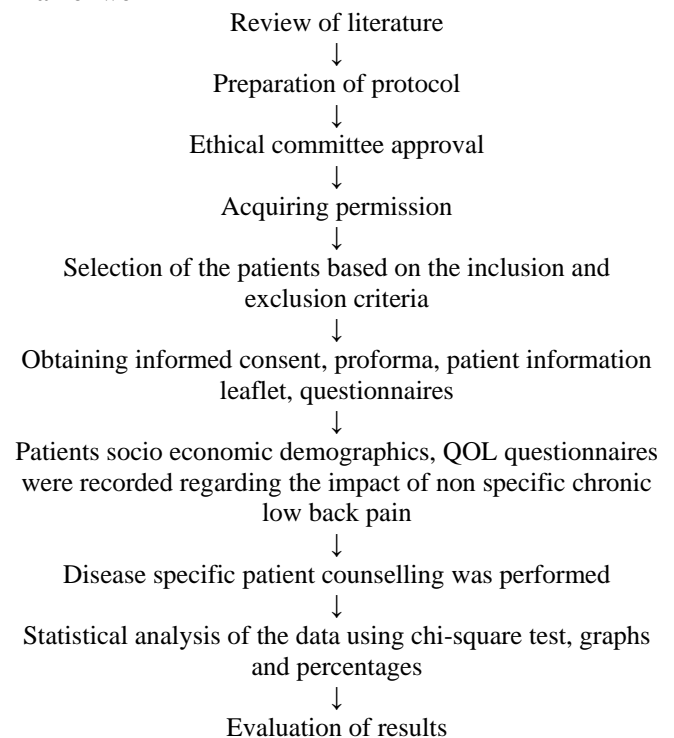 Review of literature
↓
Preparation of protocol
↓
Ethical committee approval
↓
Acquiring permission
↓
Selection of the patients based on the inclusion and
exclusion criteria
↓
Obtaining informed consent, proforma, patient information
leaflet, questionnaires
↓
Patients socio economic demographics, QOL questionnaires
were recorded regarding the impact of non specific chronic
low back pain
↓
Disease specific patient counselling was performed
↓
Statistical analysis of the data using chi-square test, graphs
and percentages
↓
Evaluation of results